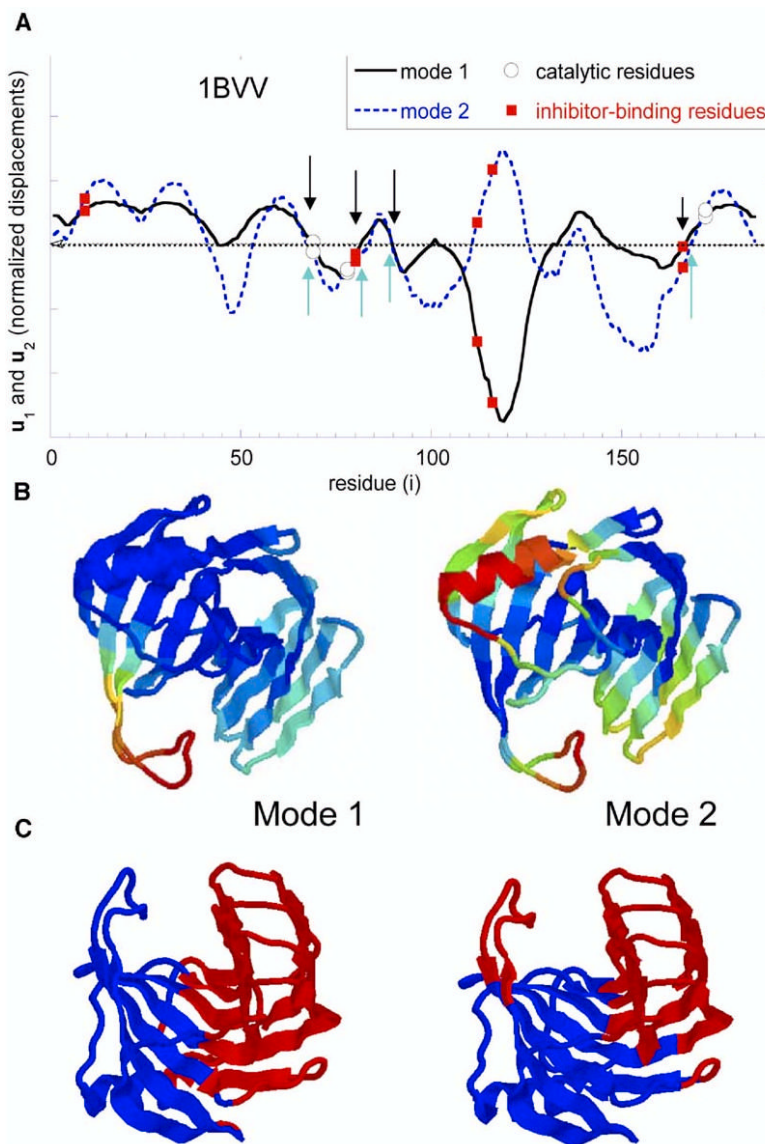 A
1BVV
mode 1
catalytic residues
mode 2
inhibitor-binding residues
u1 and u2 (normalized displacements)
0 50 100 150
residue (i)
B
Mode 1 Mode 2
C